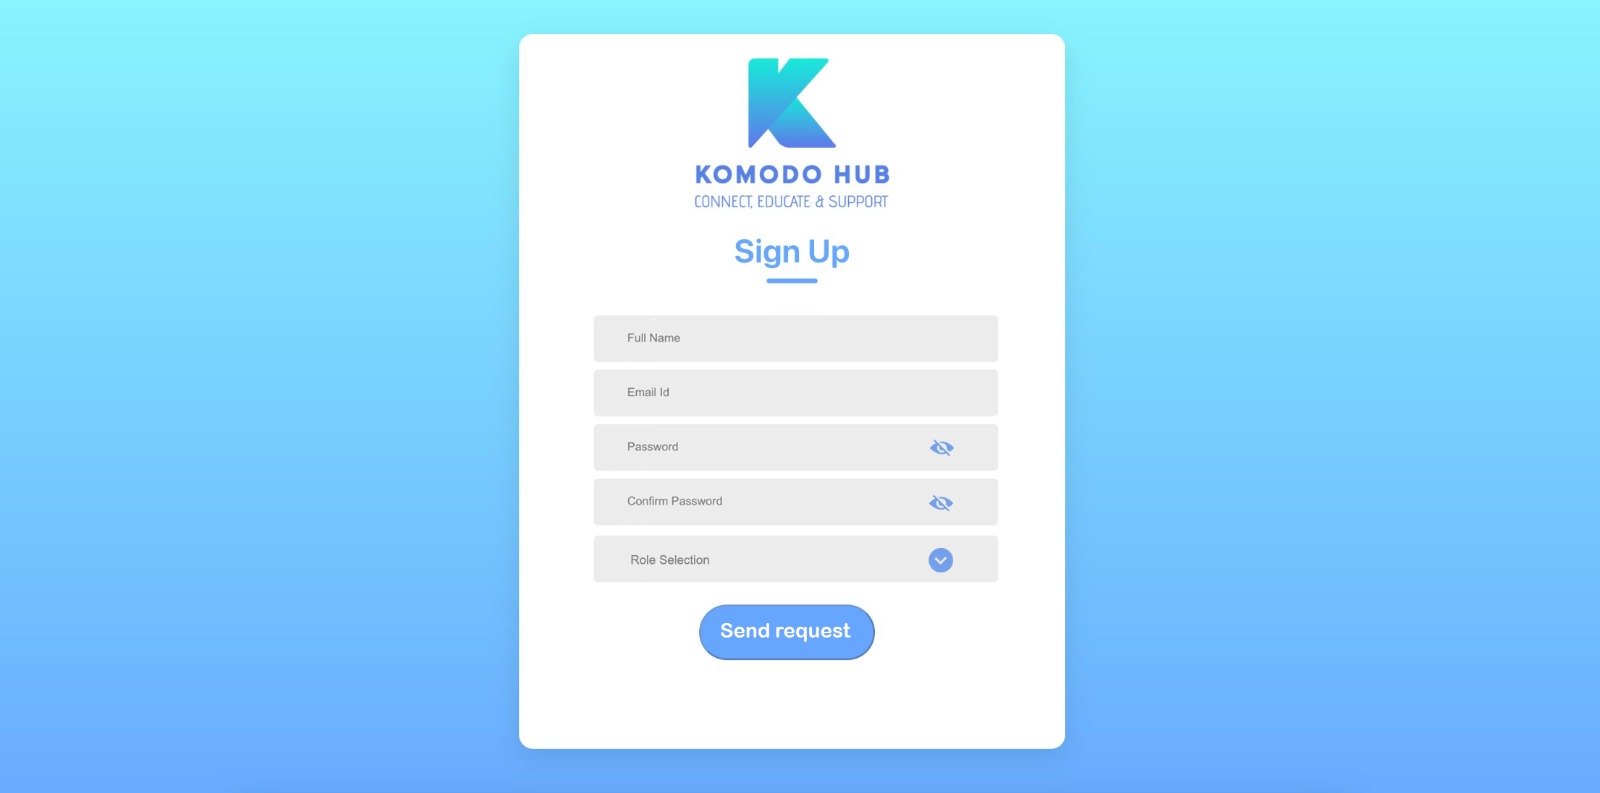 KOMODO HUB
CONNECT, EDUCATE & SUPPORT
Sign Up
Full Name
Email Id
Password
Confirm Password
Role Selection
Send request